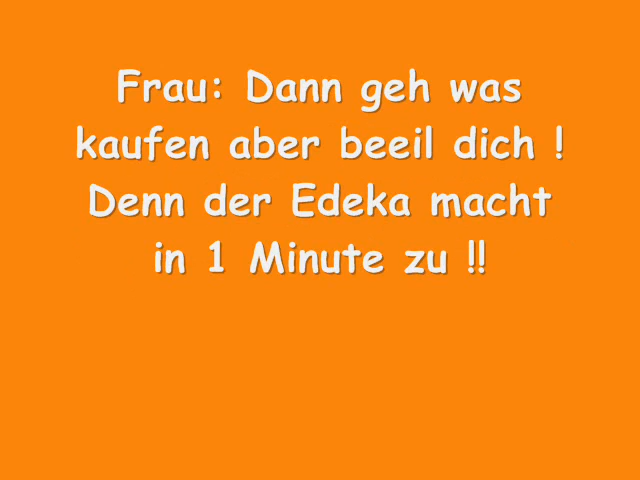 Frau: Dann geh was
kaufen aber beeil dich !
Denn der Edeka macht
in 1 Minute zu !!